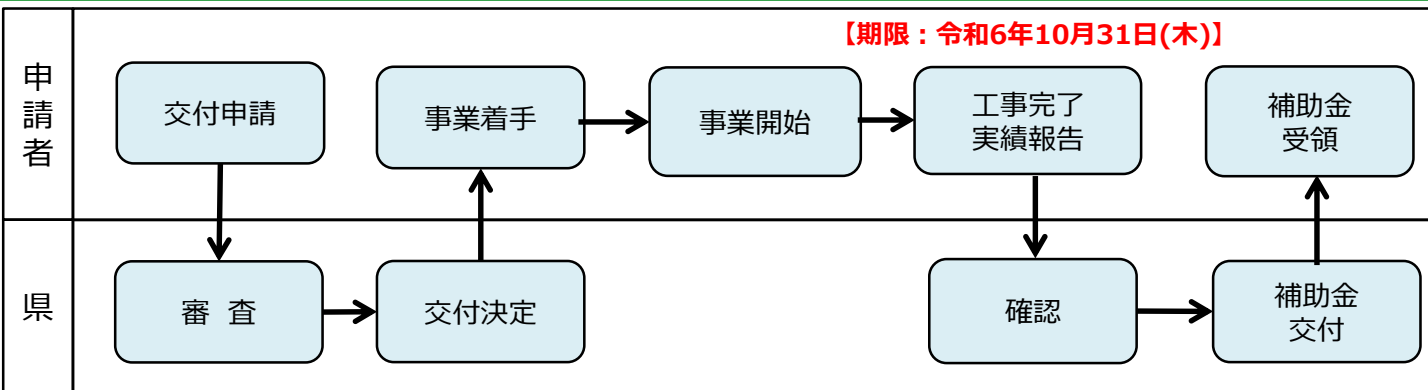 【期限：令和6年10月31日(木)】
申請者
交付申請
事業着手
事業開始
工事完了
実績報告
補助金
受領
県
審 査
交付決定
確認
補助金
交付